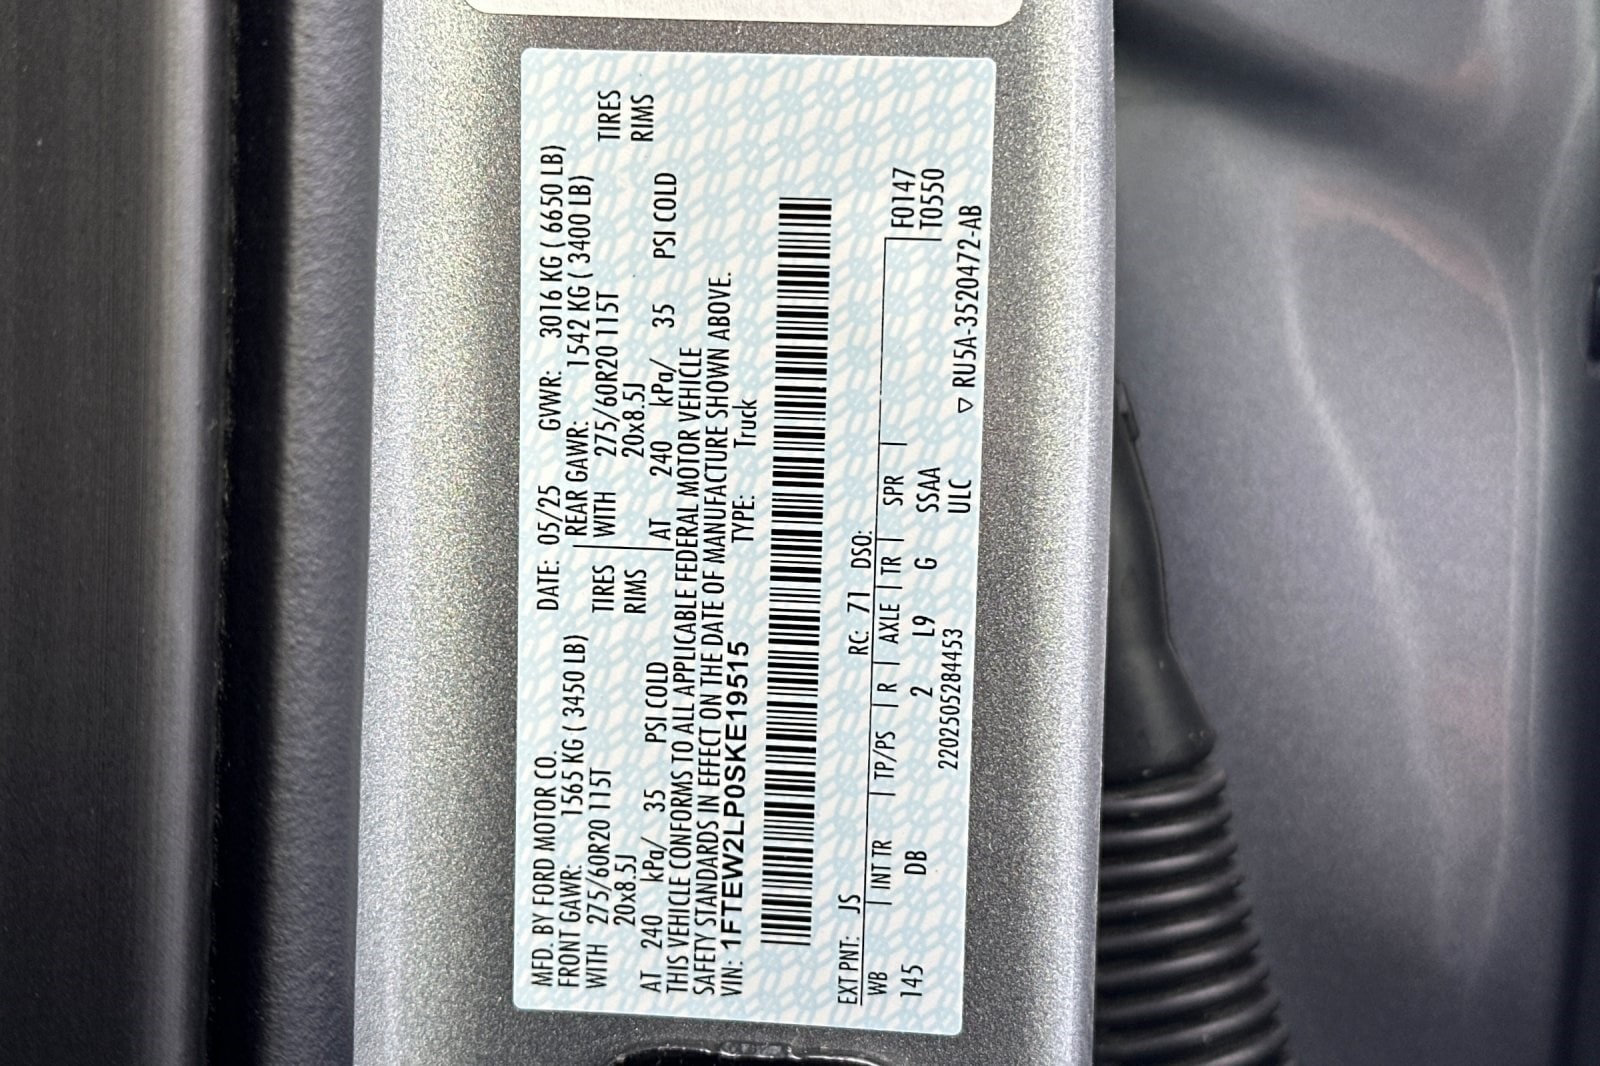 MFD. BY FORD MOTOR CO. DATE: 05/25 GVWR: 3016 KG ( 6650 LB)
FRONT GAWR: 1565 KG ( 3450 LB) REAR GAWR: 1542 KG ( 3400 LB)
WITH 275/60R20 115T TIRES WITH 275/60R20 115T TIRES
20x8.5J RIMS 20x8.5J RIMS
AT 240 kPa/ 35 PSI COLD AT 240 kPa/ 35 PSI COLD
THIS VEHICLE CONFORMS TO ALL APPLICABLE FEDERAL MOTOR VEHICLE
SAFETY STANDARDS IN EFFECT ON THE DATE OF MANUFACTURE SHOWN ABOVE.
VIN: 1FTEW2LP0SKE19515 TYPE: Truck
EXT PNT: JS RC: 71 DSO:
WB | INT TR | TP/PS | R | AXLE | TR | SPR | F0147
145 DB 2 L9 G SSAA T0550
2202505284453 ULC ▽ RU5A-3520472-AB